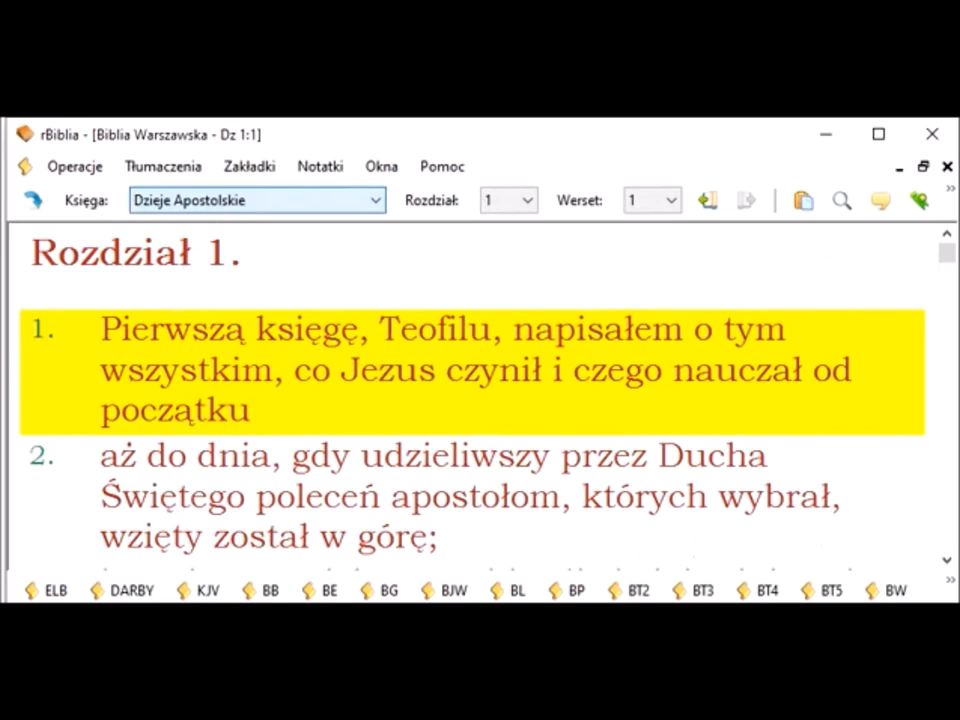 rBiblia - [Biblia Warszawska - Dz 1:1]
Operacje Tłumaczenia Zakładki Notatki Okna Pomoc
Księga: Dzieje Apostolskie Rozdział: 1 Werset: 1
Rozdział 1.
1. Pierwszą księgę, Teofilu, napisałem o tym
wszystkim, co Jezus czynił i czego nauczał od
początku
2. aż do dnia, gdy udzieliwszy przez Ducha
Świętego poleceń apostołom, których wybrał,
wzięty został w górę;
ELB DARBY KJV BB BE BG BJW BL BP BT2 BT3 BT4 BT5 BW